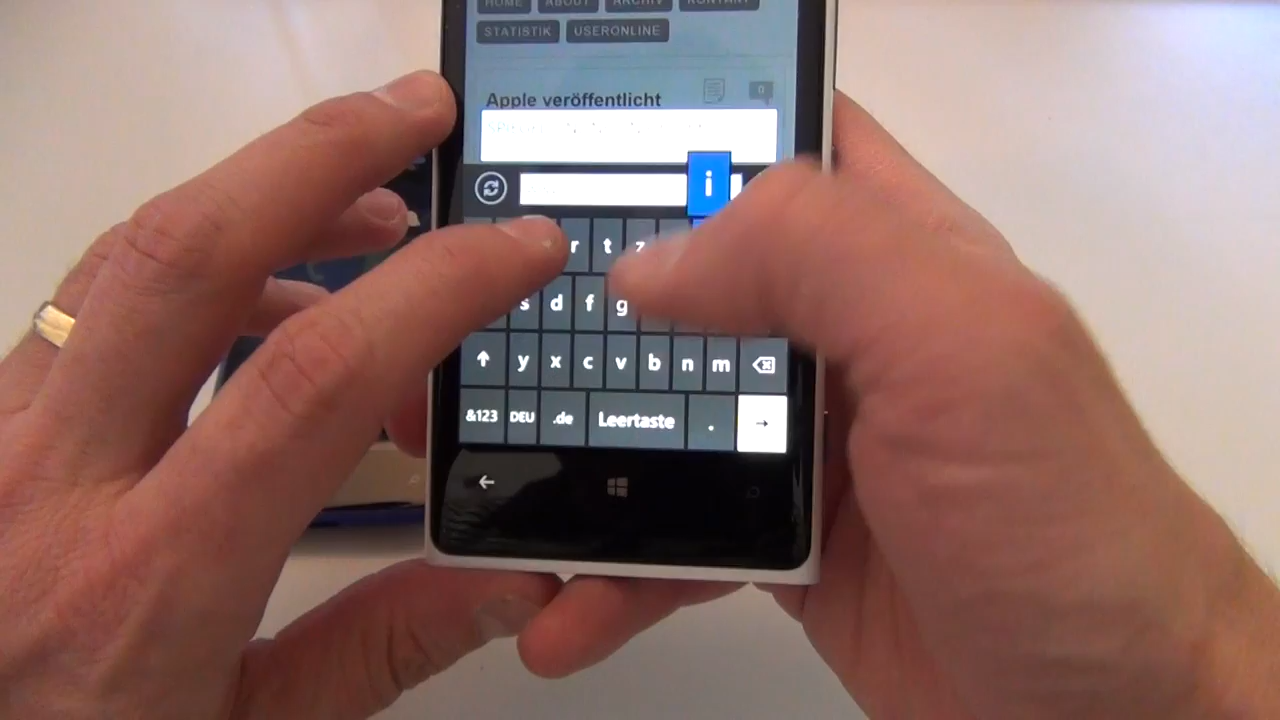 HOME ABOUT ARCHIV KONTAKT
STATISTIK USERONLINE
Apple veröffentlicht
0
i
r t z
s d f g
y x c v b n m
&123 DEU .de Leertaste . →